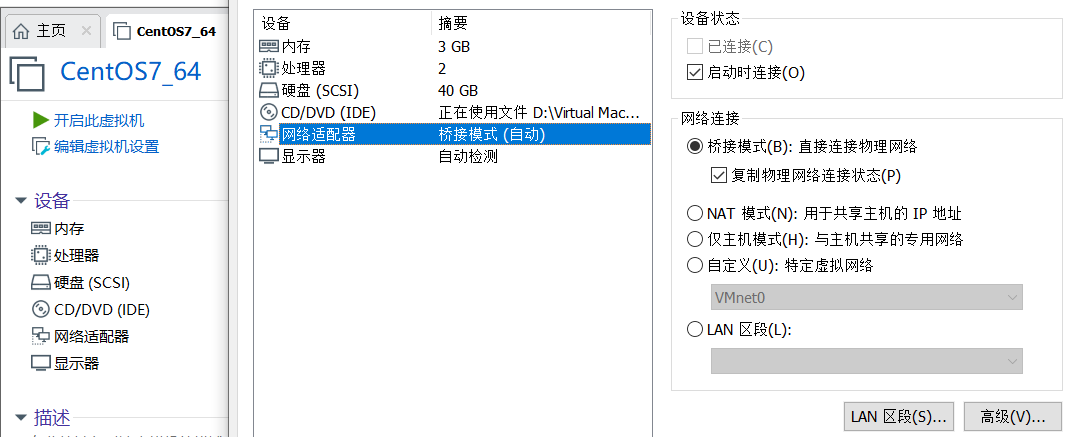 主页
CentOS7_64
CentOS7_64
开启此虚拟机
编辑虚拟机设置
设备
内存
处理器
硬盘 (SCSI)
CD/DVD (IDE)
网络适配器
显示器
描述
设备 摘要
内存 3 GB
处理器 2
硬盘 (SCSI) 40 GB
CD/DVD (IDE) 正在使用文件 D:\Virtual Mac...
网络适配器 桥接模式 (自动)
显示器 自动检测
设备状态
已连接(C)
启动时连接(O)
网络连接
桥接模式(B): 直接连接物理网络
复制物理网络连接状态(P)
NAT 模式(N): 用于共享主机的 IP 地址
仅主机模式(H): 与主机共享的专用网络
自定义(U): 特定虚拟网络
VMnet0
LAN 区段(L):
LAN 区段(S)...
高级(V)...